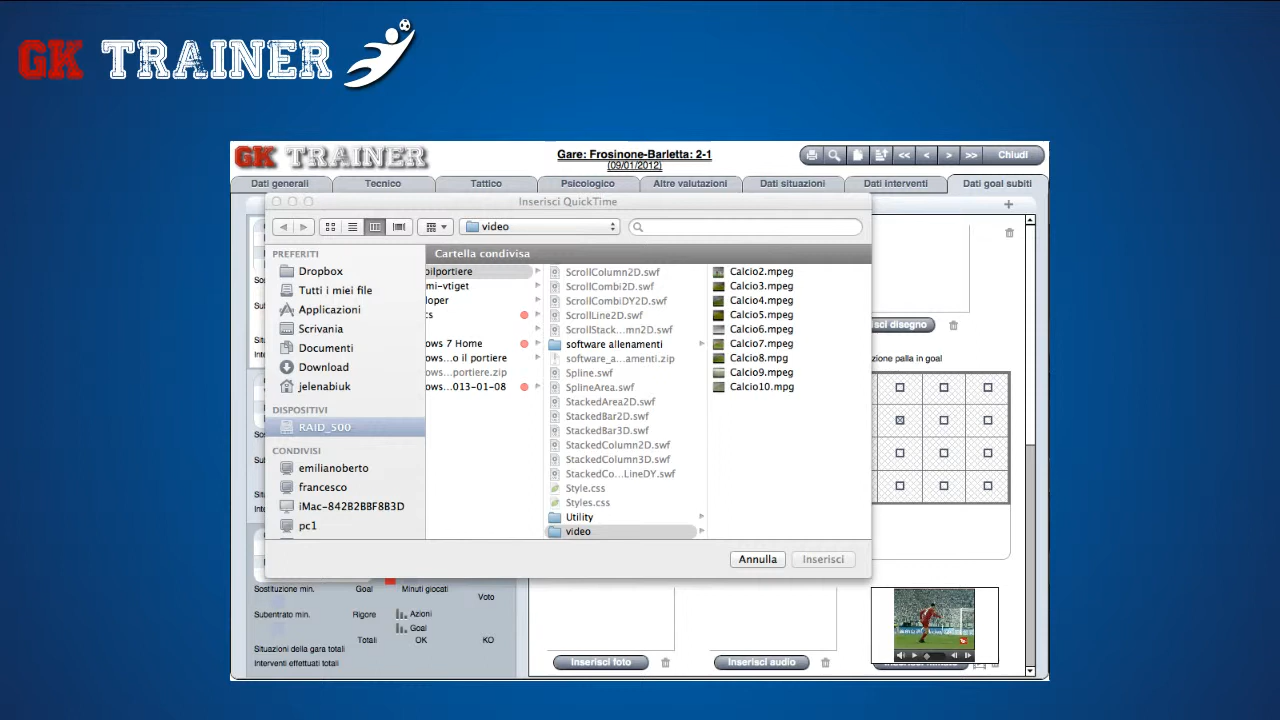 GK TRAINER
GK TRAINER
Gare: Frosinone-Barletta: 2-1
(09/01/2012)
<< < > >> Chiudi
Dati generali Tecnico Tattico Psicologico Altre valutazioni Dati situazioni Dati interventi Dati goal subiti
Inserisci QuickTime
video
Cartella condivisa
PREFERITI
Dropbox
Tutti i miei file
Applicazioni
Scrivania
Documenti
Download
jelenabiuk
DISPOSITIVI
RAID_500
CONDIVISI
emilianoberto
francesco
iMac-842B2BBF8B3D
pc1
oilportiere
mi-vtiget
loper
cs
ows 7 Home
ows...o il portiere
ows...portiere.zip
ows...013-01-08
ScrollColumn2D.swf
ScrollCombi2D.swf
ScrollCombiDY2D.swf
ScrollLine2D.swf
ScrollStack...mn2D.swf
software allenamenti
software_a...amenti.zip
Spline.swf
SplineArea.swf
StackedArea2D.swf
StackedBar2D.swf
StackedBar3D.swf
StackedColumn2D.swf
StackedColumn3D.swf
StackedCo...LineDY.swf
Style.css
Styles.css
Utility
video
Calcio2.mpeg
Calcio3.mpeg
Calcio4.mpeg
Calcio5.mpeg
Calcio6.mpeg
Calcio7.mpeg
Calcio8.mpg
Calcio9.mpeg
Calcio10.mpg
Annulla Inserisci
sci disegno
zione palla in goal
Sostituzione min. Goal Minuti giocati
Voto
Subentrato min. Rigore Azioni
Goal
Totali OK KO
Situazioni della gara totali
Interventi effettuati totali
Inserisci foto Inserisci audio